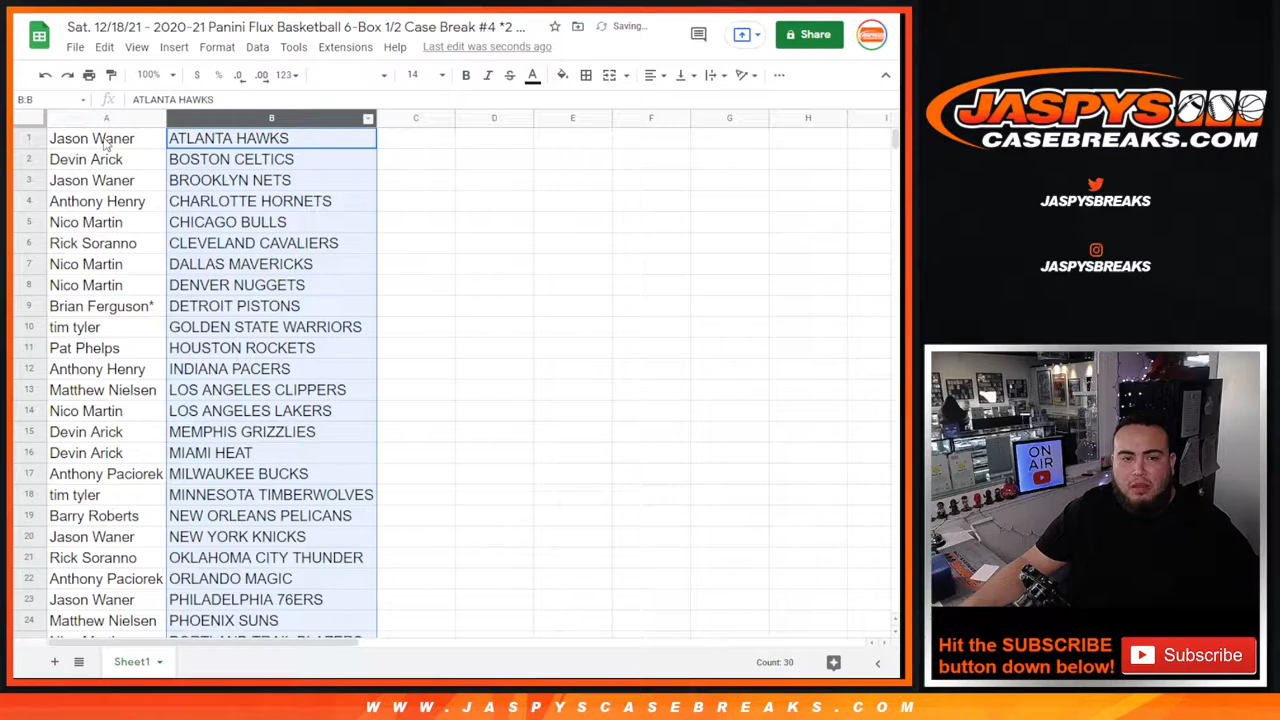 Sat. 12/18/21 - 2020-21 Panini Flux Basketball 6-Box 1/2 Case Break #4 *2 ...
Saving...
Share
File Edit View Insert Format Data Tools Extensions Help Last edit was seconds ago
100% $ % .0 .00 123 14 B I S A
B:B fx ATLANTA HAWKS
A B C D E F G H I
1 Jason Waner ATLANTA HAWKS
2 Devin Arick BOSTON CELTICS
3 Jason Waner BROOKLYN NETS
4 Anthony Henry CHARLOTTE HORNETS
5 Nico Martin CHICAGO BULLS
6 Rick Soranno CLEVELAND CAVALIERS
7 Nico Martin DALLAS MAVERICKS
8 Nico Martin DENVER NUGGETS
9 Brian Ferguson* DETROIT PISTONS
10 tim tyler GOLDEN STATE WARRIORS
11 Pat Phelps HOUSTON ROCKETS
12 Anthony Henry INDIANA PACERS
13 Matthew Nielsen LOS ANGELES CLIPPERS
14 Nico Martin LOS ANGELES LAKERS
15 Devin Arick MEMPHIS GRIZZLIES
16 Devin Arick MIAMI HEAT
17 Anthony Paciorek MILWAUKEE BUCKS
18 tim tyler MINNESOTA TIMBERWOLVES
19 Barry Roberts NEW ORLEANS PELICANS
20 Jason Waner NEW YORK KNICKS
21 Rick Soranno OKLAHOMA CITY THUNDER
22 Anthony Paciorek ORLANDO MAGIC
23 Jason Waner PHILADELPHIA 76ERS
24 Matthew Nielsen PHOENIX SUNS
Sheet1
Count: 30
JASPYS
CASEBREAKS.COM
JASPYSBREAKS
JASPYSBREAKS
ON
AIR
Hit the SUBSCRIBE
button down below!
Subscribe
WWW.JASPYSCASEBREAKS.COM